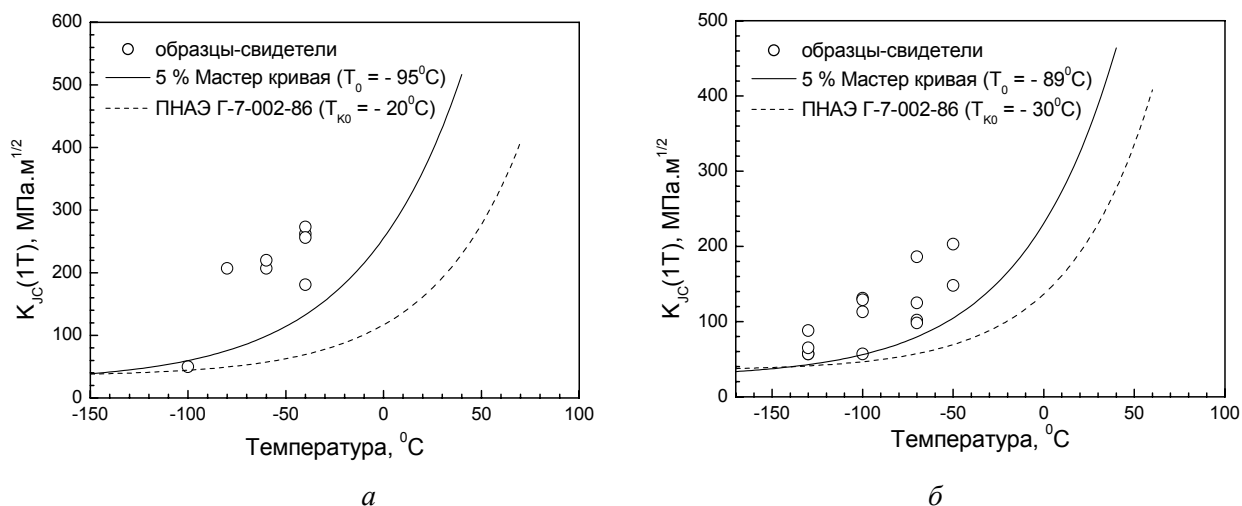 600
500
400
300
200
100
0
K_JC(1T), МПа.м^1/2
образцы-свидетели
5 % Мастер кривая (T_0 = - 95^0C)
ПНАЭ Г-7-002-86 (T_K0 = - 20^0C)
-150 -100 -50 0 50 100
Температура, ^0C
а
500
400
300
200
100
0
K_JC(1T), МПа.м^1/2
образцы-свидетели
5 % Мастер кривая (T_0 = - 89^0C)
ПНАЭ Г-7-002-86 (T_K0 = - 30^0C)
-150 -100 -50 0 50 100
Температура, ^0C
б